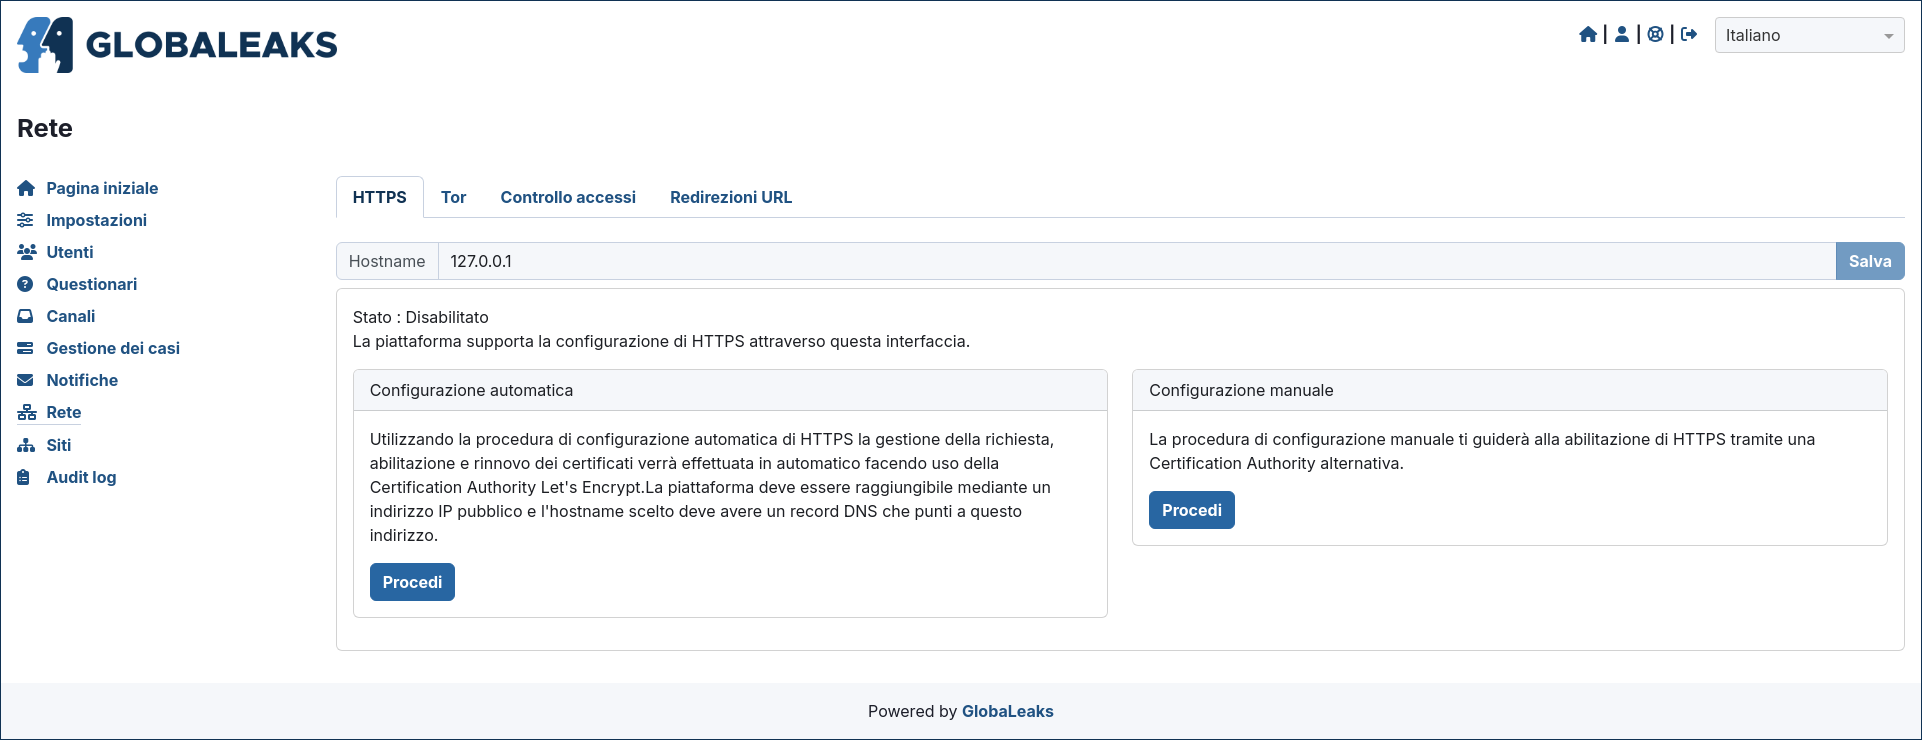 GLOBALEAKS
| | |
Italiano
Rete
Pagina iniziale
Impostazioni
Utenti
Questionari
Canali
Gestione dei casi
Notifiche
Rete
Siti
Audit log
HTTPS Tor Controllo accessi Redirezioni URL
Hostname 127.0.0.1 Salva
Stato : Disabilitato
La piattaforma supporta la configurazione di HTTPS attraverso questa interfaccia.
Configurazione automatica
Utilizzando la procedura di configurazione automatica di HTTPS la gestione della richiesta,
abilitazione e rinnovo dei certificati verrà effettuata in automatico facendo uso della
Certification Authority Let's Encrypt.La piattaforma deve essere raggiungibile mediante un
indirizzo IP pubblico e l'hostname scelto deve avere un record DNS che punti a questo
indirizzo.
Procedi
Configurazione manuale
La procedura di configurazione manuale ti guiderà alla abilitazione di HTTPS tramite una
Certification Authority alternativa.
Procedi
Powered by GlobaLeaks